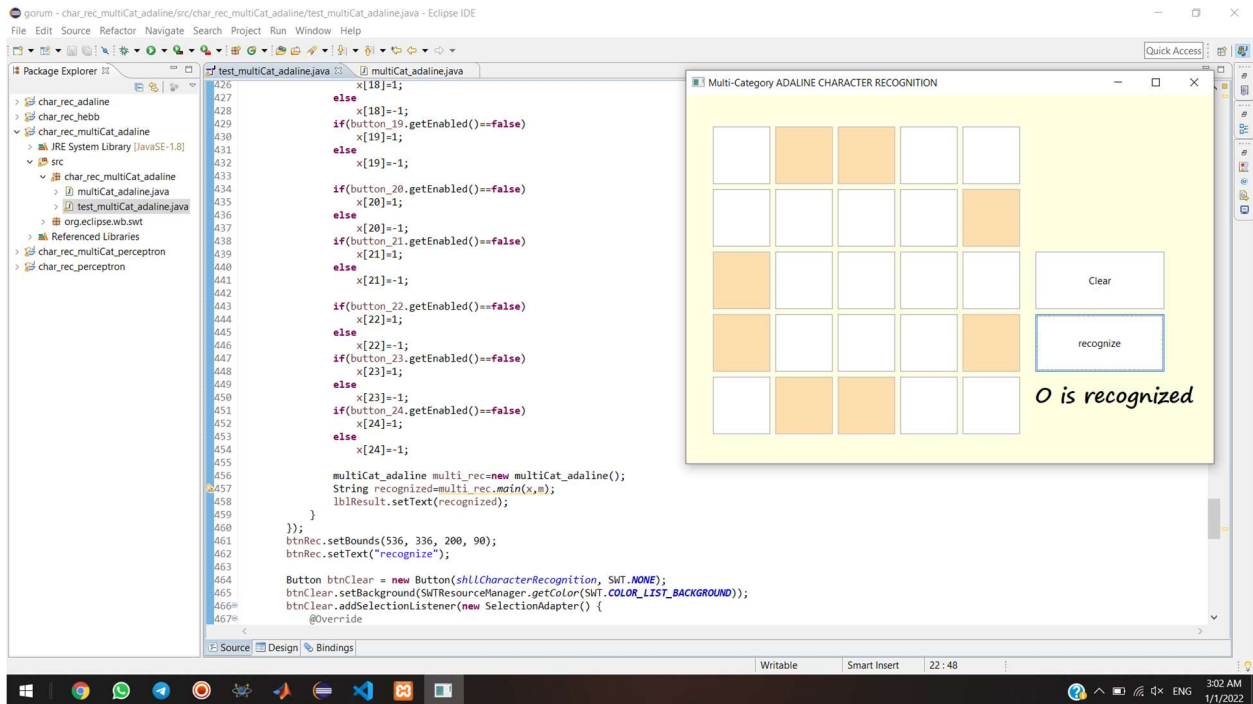 gorum - char_rec_multiCat_adaline/src/char_rec_multiCat_adaline/test_multiCat_adaline.java - Eclipse IDE
File Edit Source Refactor Navigate Search Project Run Window Help
Quick Access
Package Explorer
test_multiCat_adaline.java multiCat_adaline.java
char_rec_adaline
char_rec_hebb
char_rec_multiCat_adaline
JRE System Library [JavaSE-1.8]
src
char_rec_multiCat_adaline
multiCat_adaline.java
test_multiCat_adaline.java
org.eclipse.wb.swt
Referenced Libraries
char_rec_multiCat_perceptron
char_rec_perceptron
426 x[18]=1;
427 else
428 x[18]=-1;
429 if(button_19.getEnabled()==false)
430 x[19]=1;
431 else
432 x[19]=-1;
433
434 if(button_20.getEnabled()==false)
435 x[20]=1;
436 else
437 x[20]=-1;
438 if(button_21.getEnabled()==false)
439 x[21]=1;
440 else
441 x[21]=-1;
442
443 if(button_22.getEnabled()==false)
444 x[22]=1;
445 else
446 x[22]=-1;
447 if(button_23.getEnabled()==false)
448 x[23]=1;
449 else
450 x[23]=-1;
451 if(button_24.getEnabled()==false)
452 x[24]=1;
453 else
454 x[24]=-1;
455
456 multiCat_adaline multi_rec=new multiCat_adaline();
457 String recognized=multi_rec.main(x,m);
458 lblResult.setText(recognized);
459 }
460 });
461 btnRec.setBounds(536, 336, 200, 90);
462 btnRec.setText("recognize");
463
464 Button btnClear = new Button(shllCharacterRecognition, SWT.NONE);
465 btnClear.setBackground(SWTResourceManager.getColor(SWT.COLOR_LIST_BACKGROUND));
466 btnClear.addSelectionListener(new SelectionAdapter() {
467 @Override
Multi-Category ADALINE CHARACTER RECOGNITION
Clear
recognize
O is recognized
Source Design Bindings
Writable Smart Insert 22 : 48
ENG
3:02 AM
1/1/2022